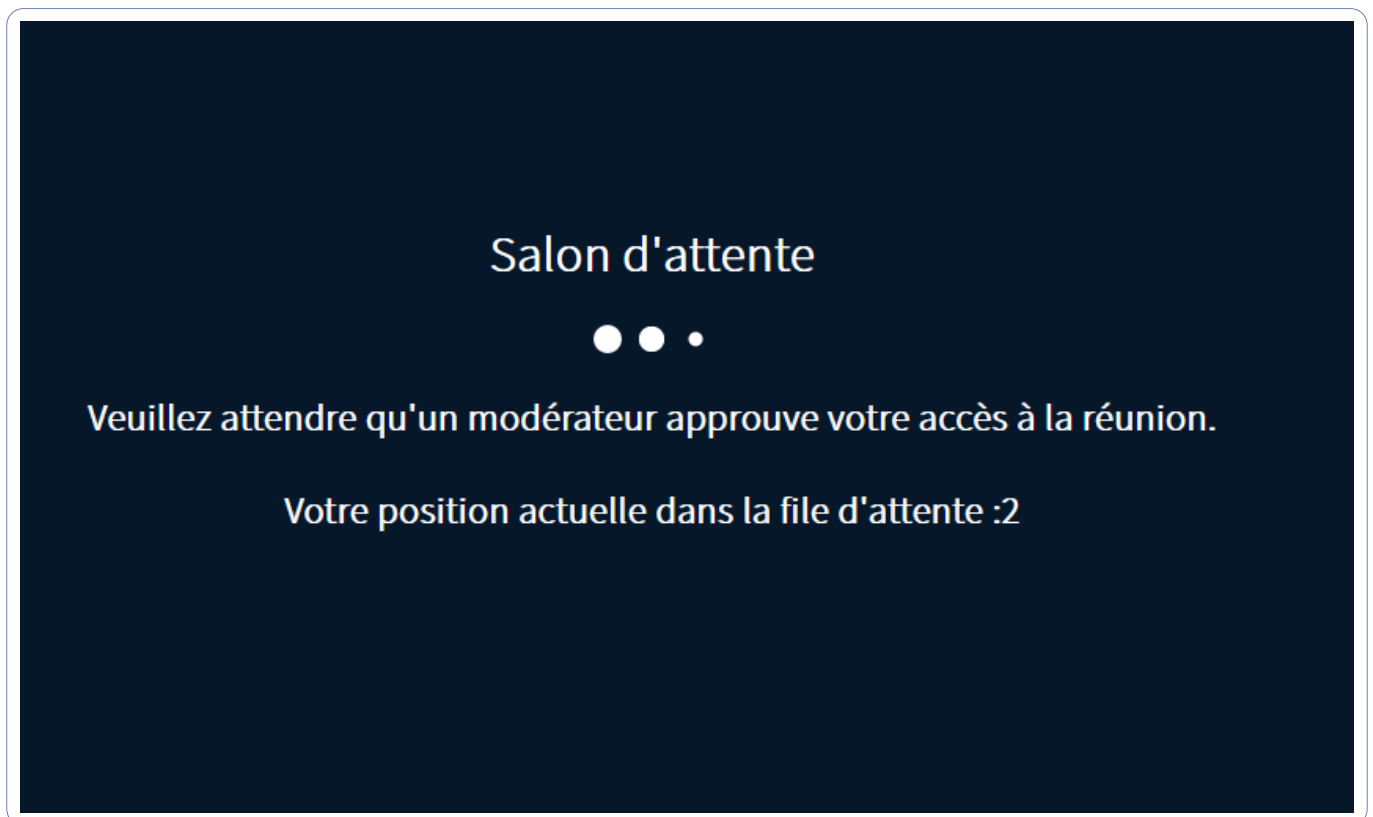 Salon d'attente
Veuillez attendre qu'un modérateur approuve votre accès à la réunion.
Votre position actuelle dans la file d'attente :2